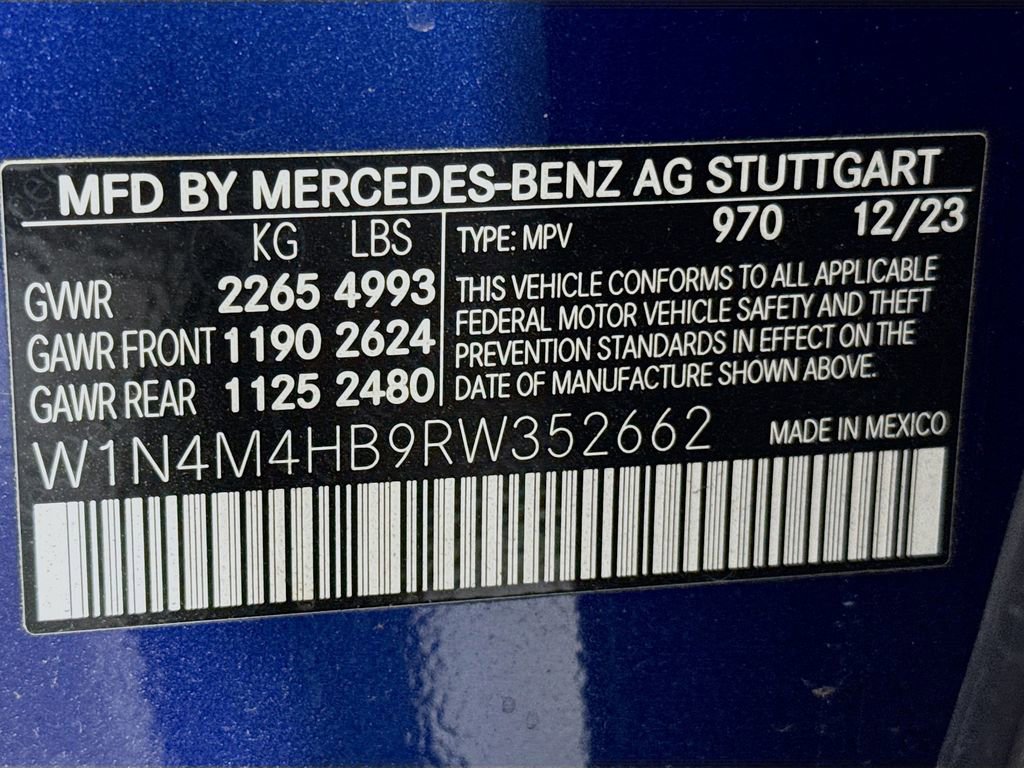 MFD BY MERCEDES-BENZ AG STUTTGART
KG LBS
GVWR 2265 4993
GAWR FRONT 1190 2624
GAWR REAR 1125 2480
TYPE: MPV 970 12/23
THIS VEHICLE CONFORMS TO ALL APPLICABLE
FEDERAL MOTOR VEHICLE SAFETY AND THEFT
PREVENTION STANDARDS IN EFFECT ON THE
DATE OF MANUFACTURE SHOWN ABOVE.
W1N4M4HB9RW352662 MADE IN MEXICO